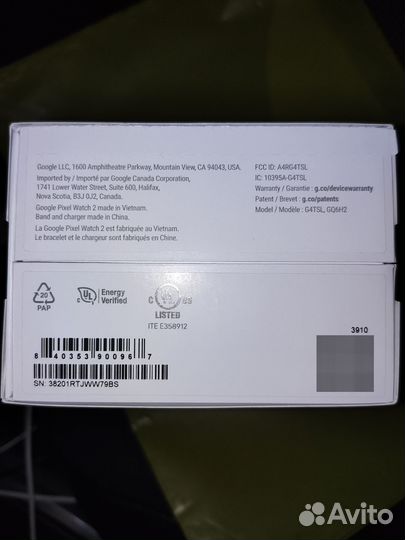 Google LLC, 1600 Amphitheatre Parkway, Mountain View, CA 94043, USA.
Imported by / Importé par Google Canada Corporation,
1741 Lower Water Street, Suite 600, Halifax,
Nova Scotia, B3J 0J2, Canada.
Google Pixel Watch 2 made in Vietnam.
Band and charger made in China.
La Google Pixel Watch 2 est fabriquée au Vietnam.
Le bracelet et le chargeur sont fabriqués en Chine.
FCC ID: A4RG4TSL
IC: 10395A-G4TSL
Warranty / Garantie : g.co/devicewarranty
Patent / Brevet : g.co/patents
Model / Modèle : G4TSL, GQ6H2
20
PAP
c UL Energy
Verified
c UL us
LISTED
ITE E358912
3910
8 40353 90096 7
SN: 38201RTJWW79BS
Avito